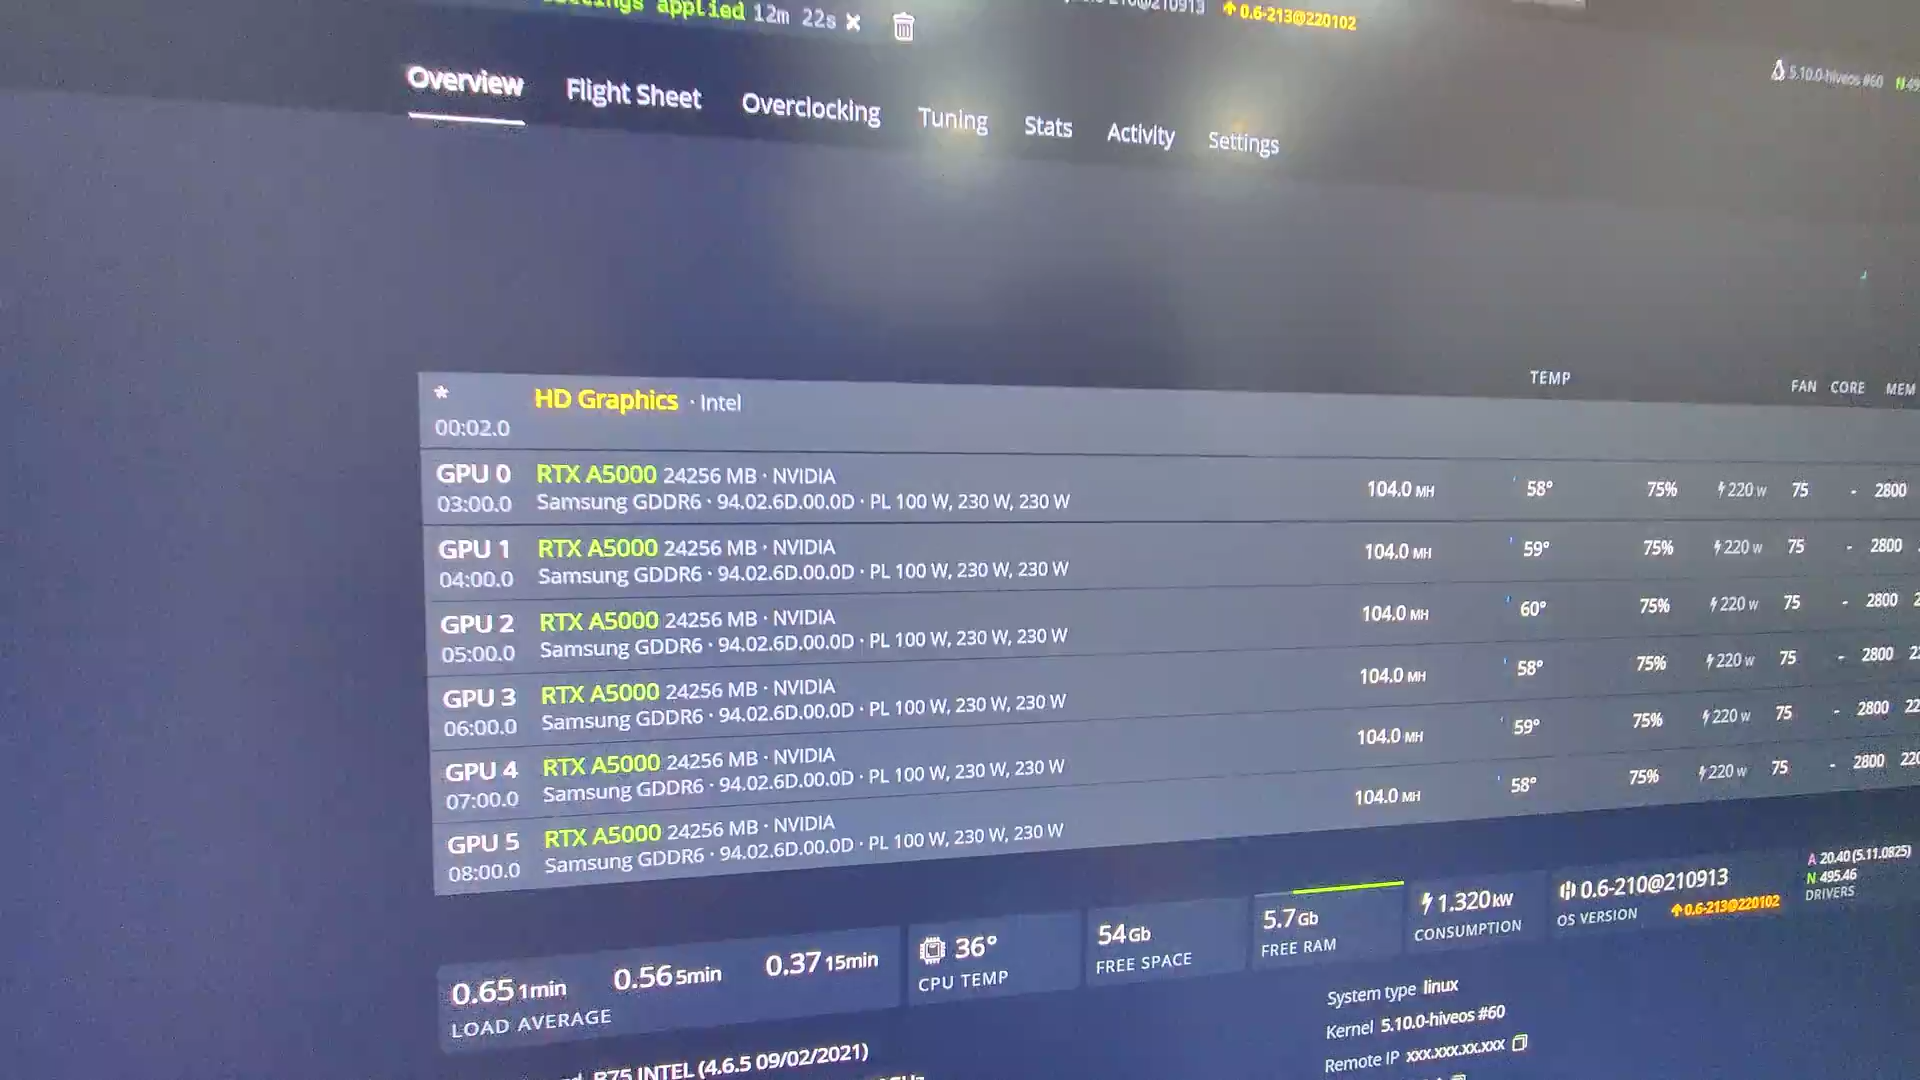 applied 12m 22s
0.6-213@220102
5.10.0-hiveos #60
Overview Flight Sheet Overclocking Tuning Stats Activity Settings
TEMP FAN CORE MEM
* HD Graphics · Intel
00:02.0
GPU 0 RTX A5000 24256 MB · NVIDIA 104.0 MH 58° 75% 220 W 75 - 2800
03:00.0 Samsung GDDR6 · 94.02.6D.00.0D · PL 100 W, 230 W, 230 W
GPU 1 RTX A5000 24256 MB · NVIDIA 104.0 MH 59° 75% 220 W 75 - 2800
04:00.0 Samsung GDDR6 · 94.02.6D.00.0D · PL 100 W, 230 W, 230 W
GPU 2 RTX A5000 24256 MB · NVIDIA 104.0 MH 60° 75% 220 W 75 - 2800
05:00.0 Samsung GDDR6 · 94.02.6D.00.0D · PL 100 W, 230 W, 230 W
GPU 3 RTX A5000 24256 MB · NVIDIA 104.0 MH 58° 75% 220 W 75 - 2800
06:00.0 Samsung GDDR6 · 94.02.6D.00.0D · PL 100 W, 230 W, 230 W
GPU 4 RTX A5000 24256 MB · NVIDIA 104.0 MH 59° 75% 220 W 75 - 2800
07:00.0 Samsung GDDR6 · 94.02.6D.00.0D · PL 100 W, 230 W, 230 W
GPU 5 RTX A5000 24256 MB · NVIDIA 104.0 MH 58° 75% 220 W 75 - 2800
08:00.0 Samsung GDDR6 · 94.02.6D.00.0D · PL 100 W, 230 W, 230 W
0.65 1min 0.56 5min 0.37 15min
LOAD AVERAGE
36°
CPU TEMP
54 Gb
FREE SPACE
5.7 Gb
FREE RAM
1.320 kW
CONSUMPTION
0.6-210@210913
OS VERSION 0.6-213@220102
A 20.40 (5.11.0825)
N 495.46
DRIVERS
System type linux
Kernel 5.10.0-hiveos #60
Remote IP xxx.xxx.xx.xxx
B75 INTEL (4.6.5 09/02/2021)